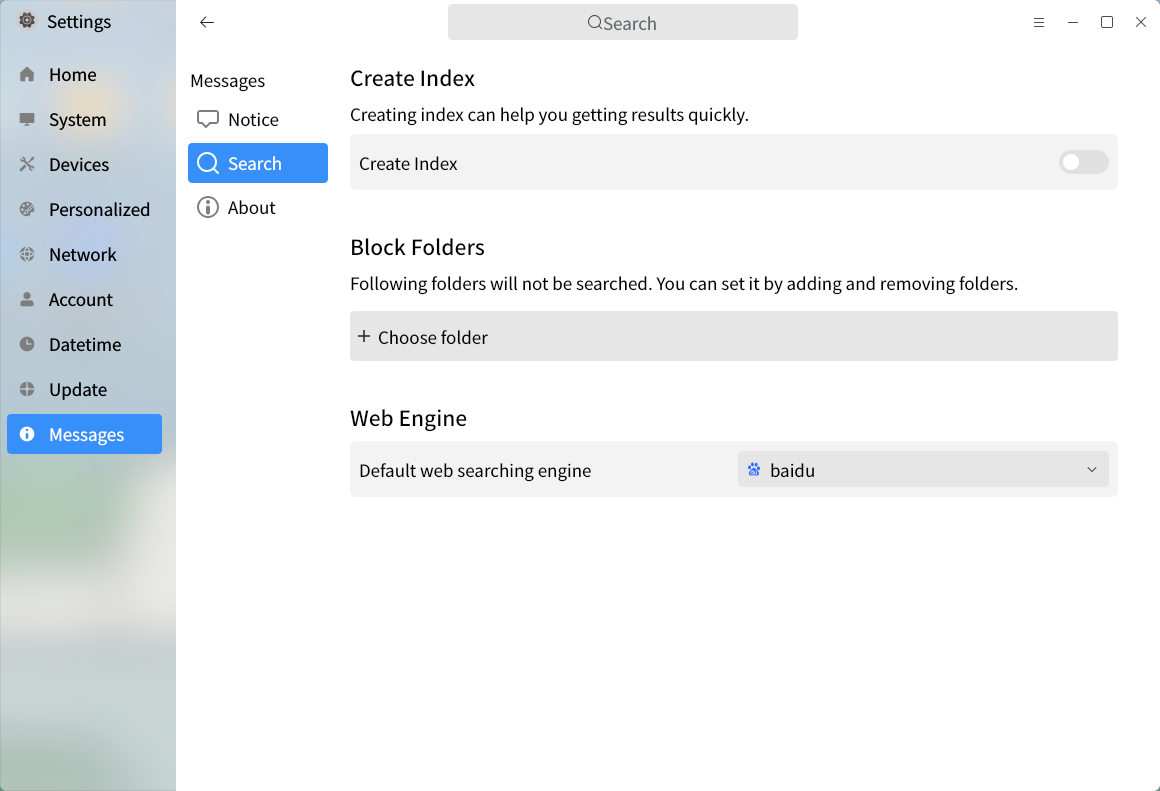 Settings
Search
Home
System
Devices
Personalized
Network
Account
Datetime
Update
Messages
Messages
Notice
Search
About
Create Index
Creating index can help you getting results quickly.
Create Index
Block Folders
Following folders will not be searched. You can set it by adding and removing folders.
Choose folder
Web Engine
Default web searching engine
baidu